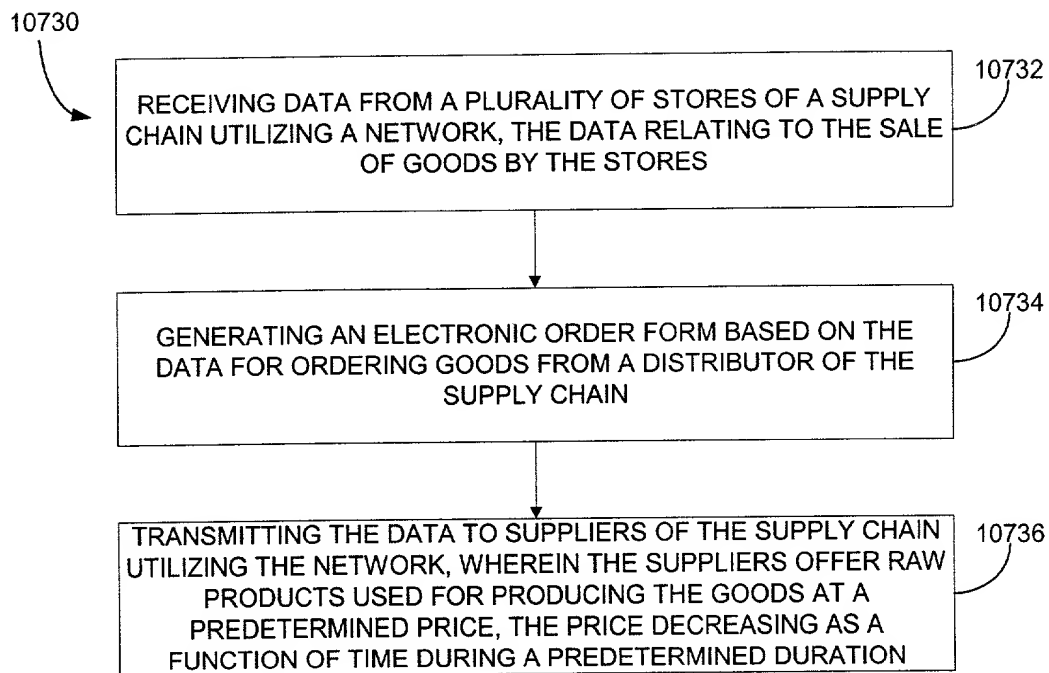 10730
10732
RECEIVING DATA FROM A PLURALITY OF STORES OF A SUPPLY
CHAIN UTILIZING A NETWORK, THE DATA RELATING TO THE SALE
OF GOODS BY THE STORES
10734
GENERATING AN ELECTRONIC ORDER FORM BASED ON THE
DATA FOR ORDERING GOODS FROM A DISTRIBUTOR OF THE
SUPPLY CHAIN
10736
TRANSMITTING THE DATA TO SUPPLIERS OF THE SUPPLY CHAIN
UTILIZING THE NETWORK, WHEREIN THE SUPPLIERS OFFER RAW
PRODUCTS USED FOR PRODUCING THE GOODS AT A
PREDETERMINED PRICE, THE PRICE DECREASING AS A
FUNCTION OF TIME DURING A PREDETERMINED DURATION